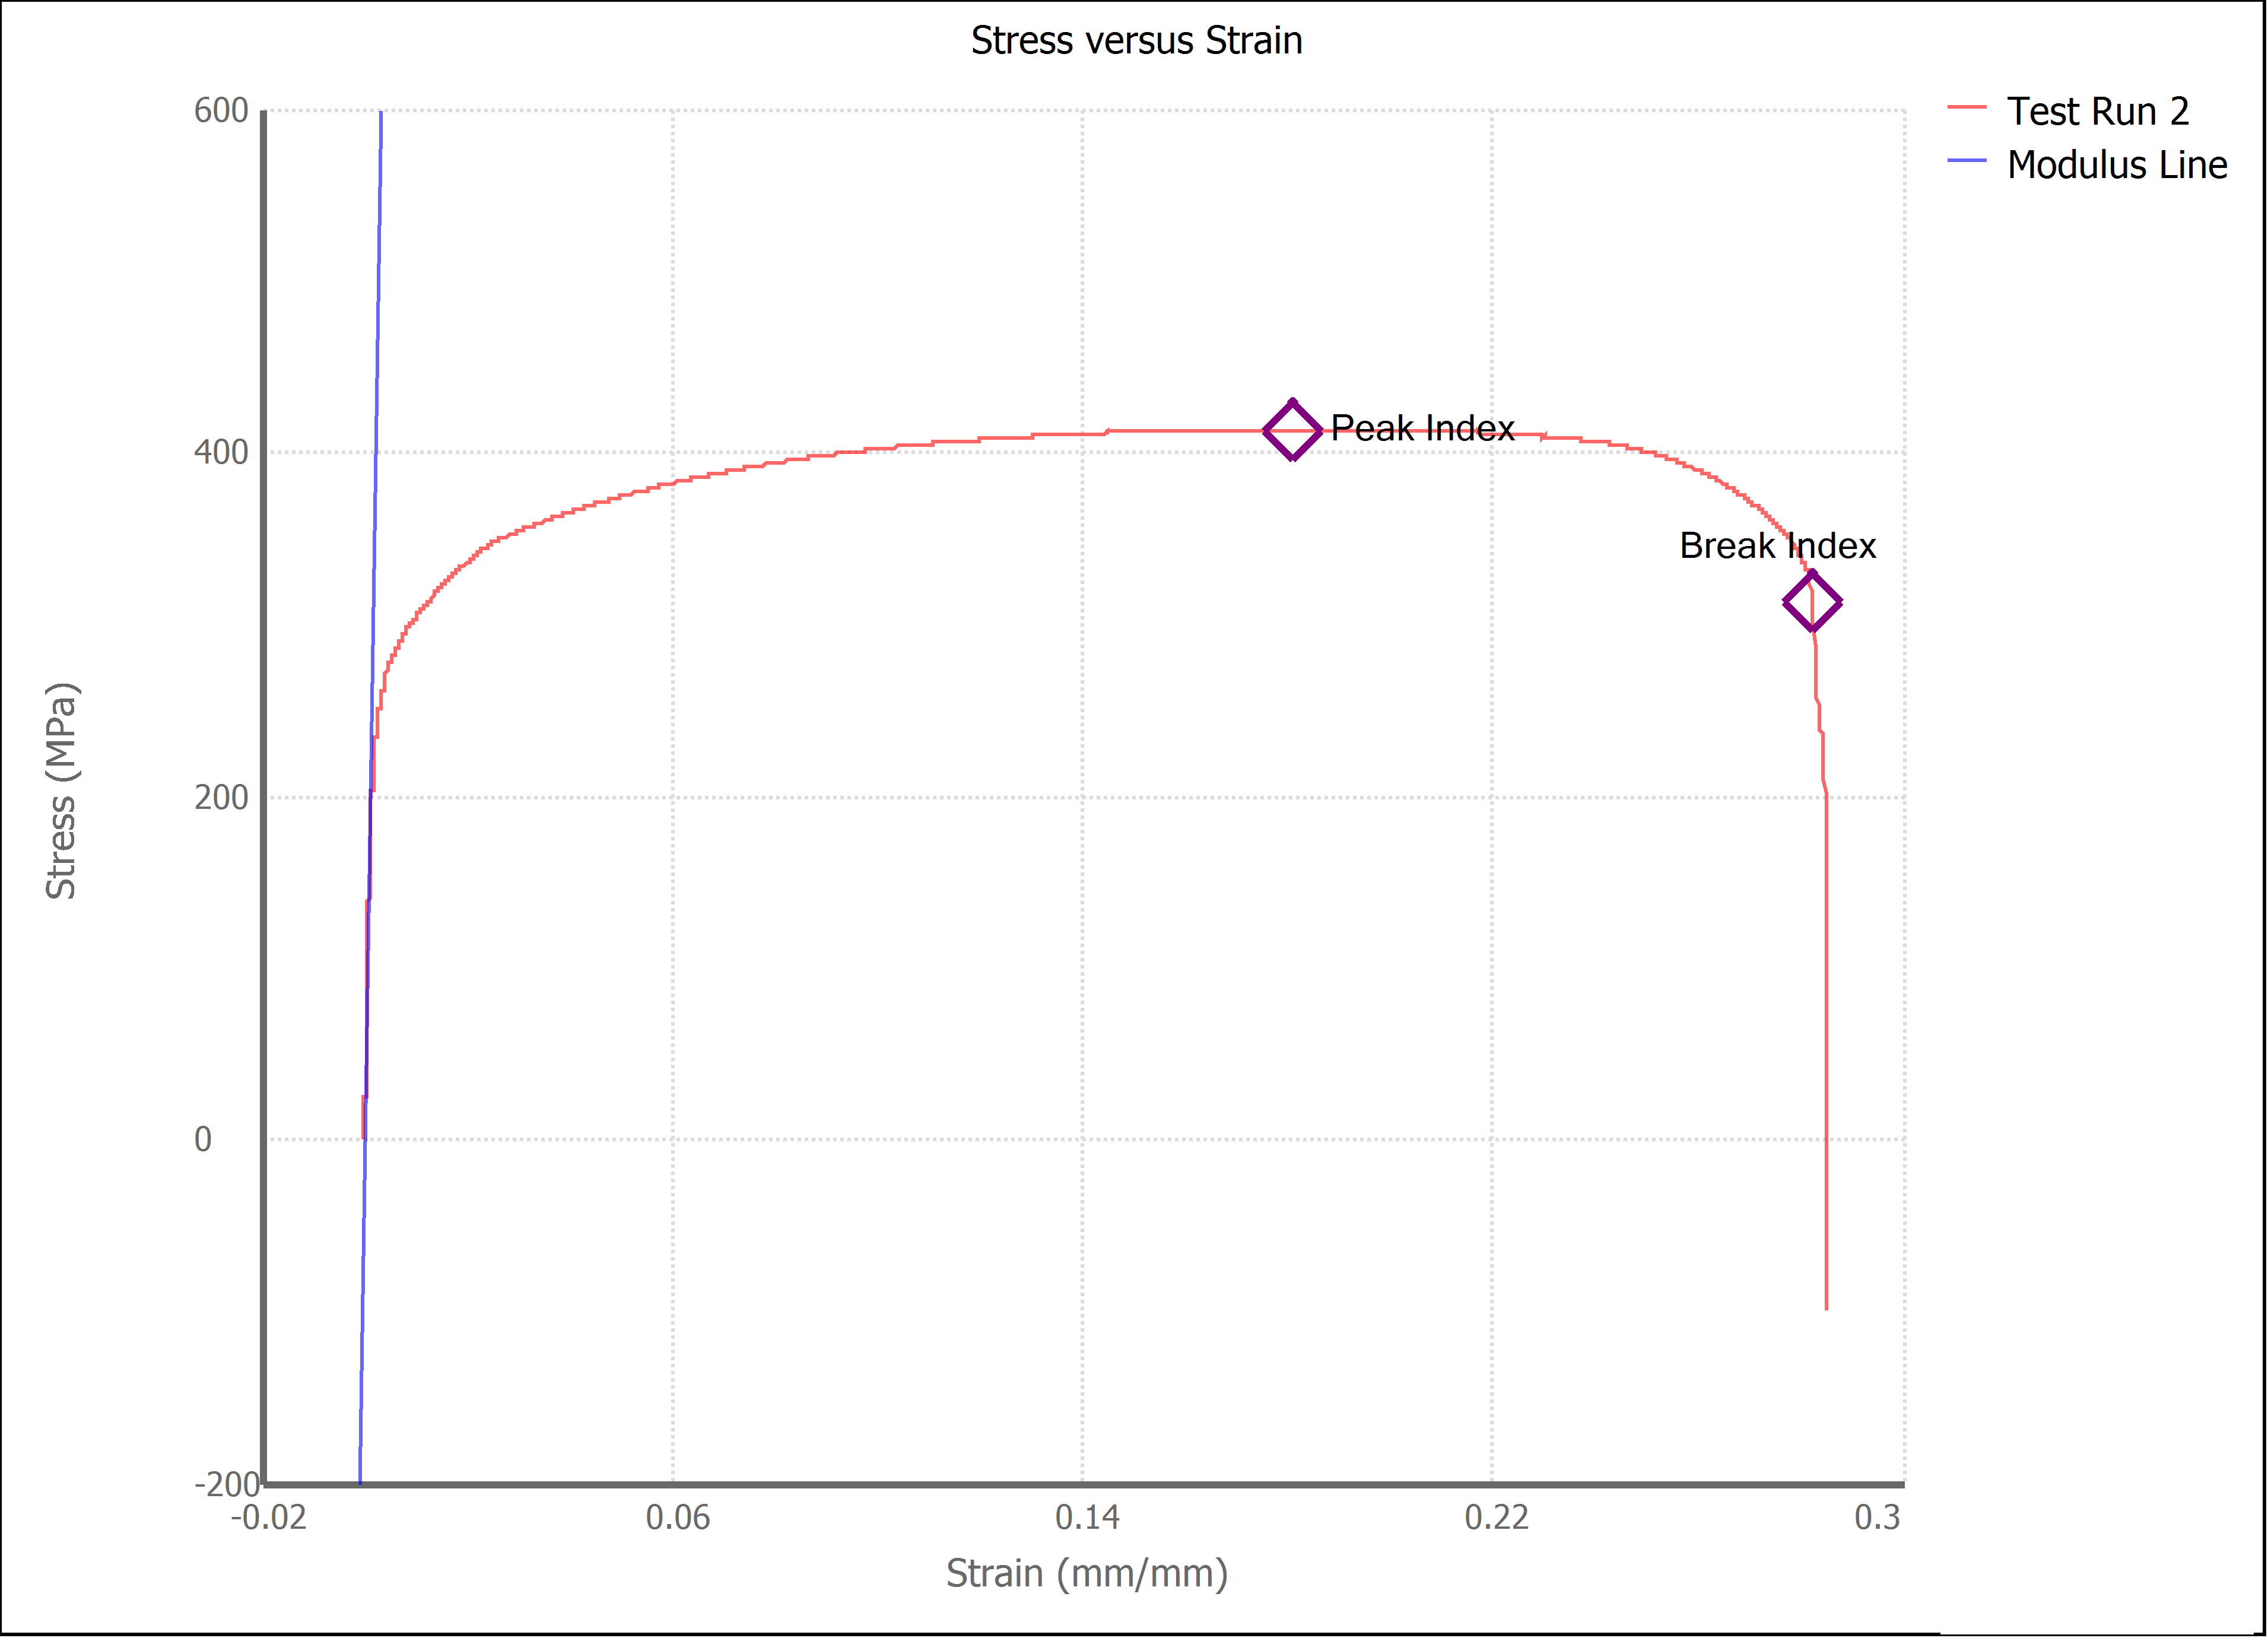 Stress versus Strain
Test Run 2
Modulus Line
600
400
200
0
-200
Stress (MPa)
Peak Index
Break Index
-0.02
0.06
0.14
0.22
0.3
Strain (mm/mm)